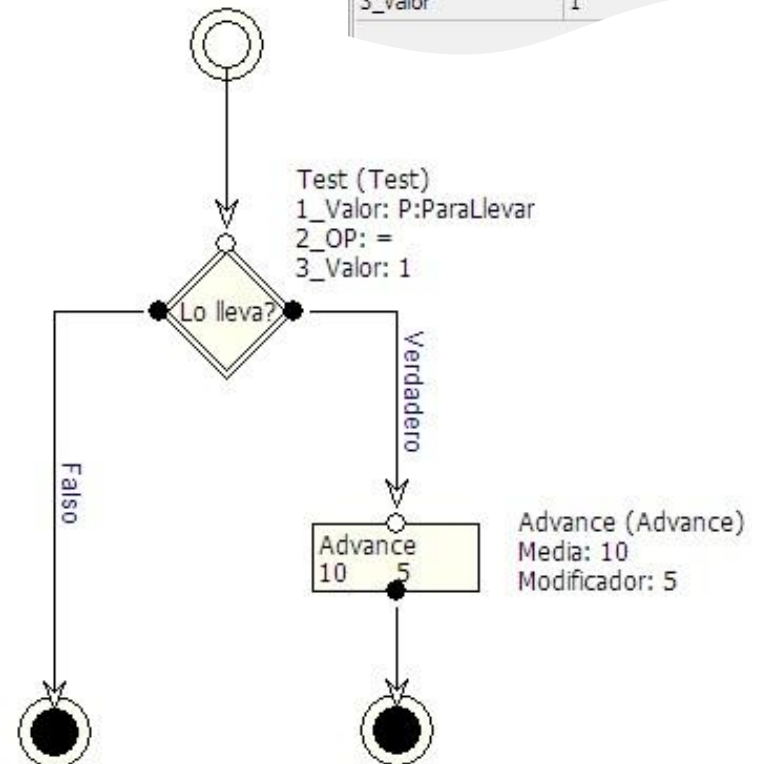 3_Valor 1
Test (Test)
1_Valor: P:ParaLlevar
2_OP: =
3_Valor: 1
Lo lleva?
Verdadero
Falso
Advance
10 5
Advance (Advance)
Media: 10
Modificador: 5